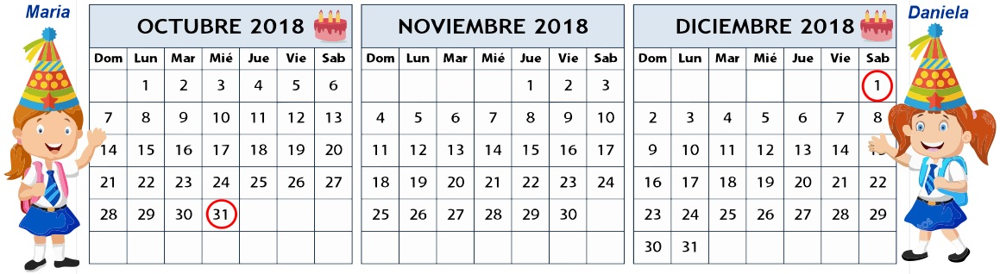 Maria
Daniela
OCTUBRE 2018
Dom Lun Mar Mié Jue Vie Sab
1 2 3 4 5 6
7 8 9 10 11 12 13
14 15 16 17 18 19 20
21 22 23 24 25 26 27
28 29 30 31
NOVIEMBRE 2018
Dom Lun Mar Mié Jue Vie Sab
1 2 3
4 5 6 7 8 9 10
11 12 13 14 15 16 17
18 19 20 21 22 23 24
25 26 27 28 29 30
DICIEMBRE 2018
Dom Lun Mar Mié Jue Vie Sab
1
2 3 4 5 6 7 8
9 10 11 12 13 14 15
16 17 18 19 20 21 22
23 24 25 26 27 28 29
30 31